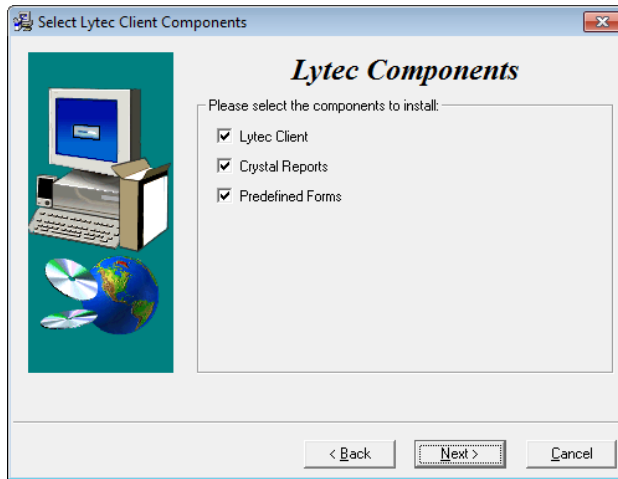 Select Lytec Client Components
Lytec Components
Please select the components to install:
Lytec Client
Crystal Reports
Predefined Forms
< Back
Next >
Cancel